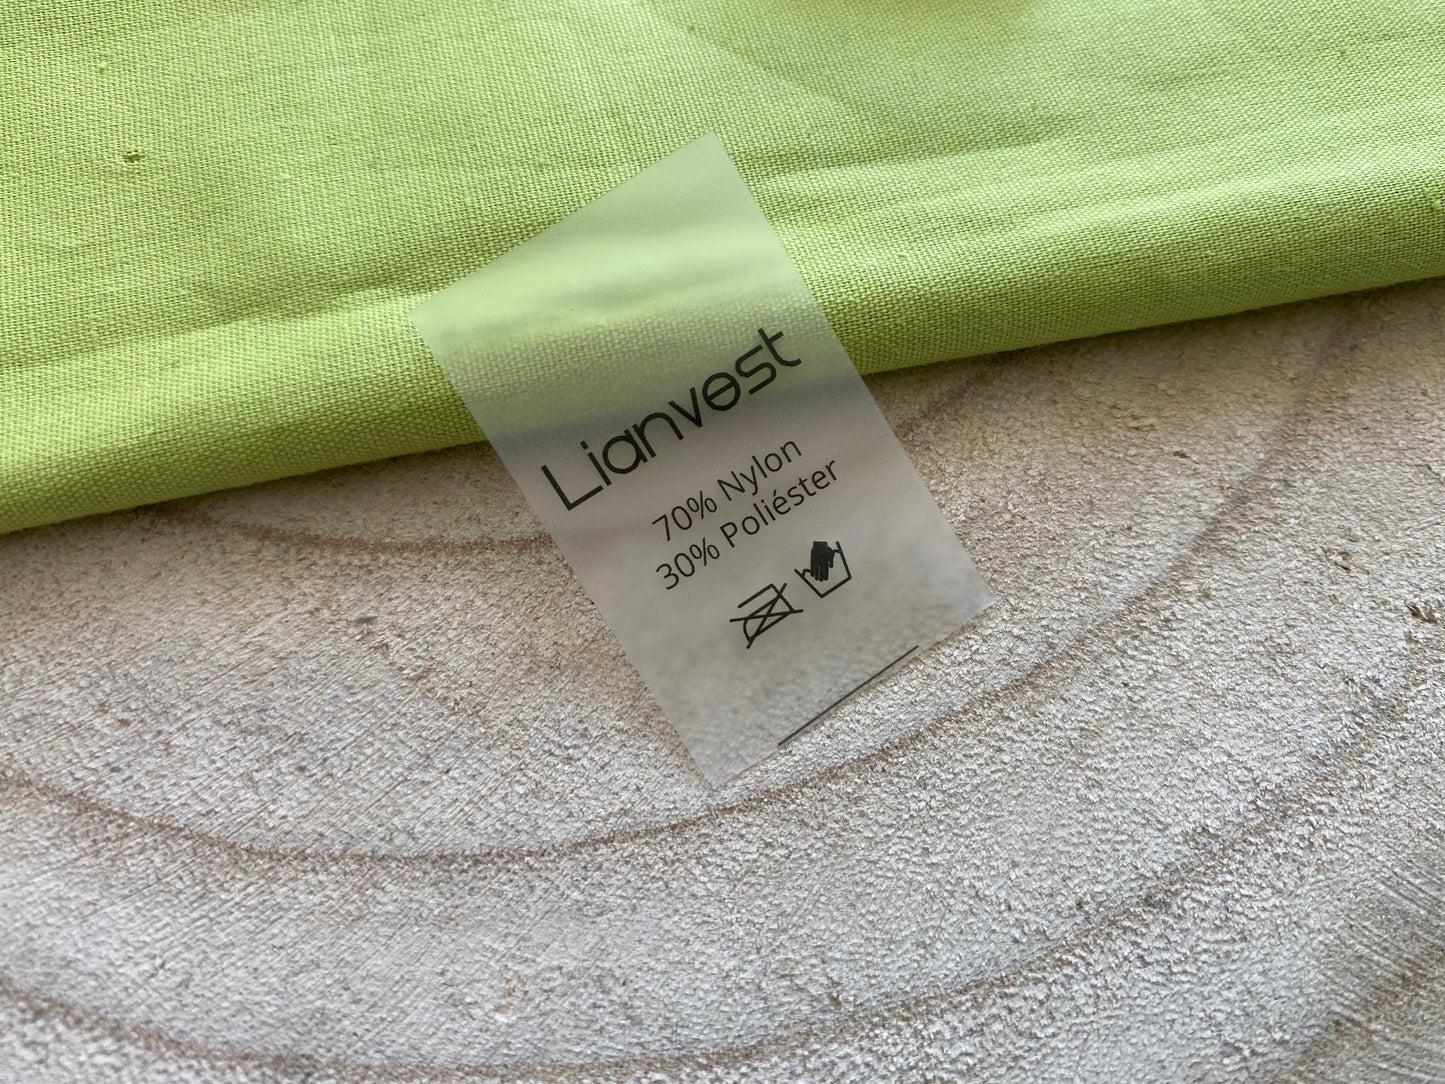 Lianvest
70% Nylon
30% Poliéster